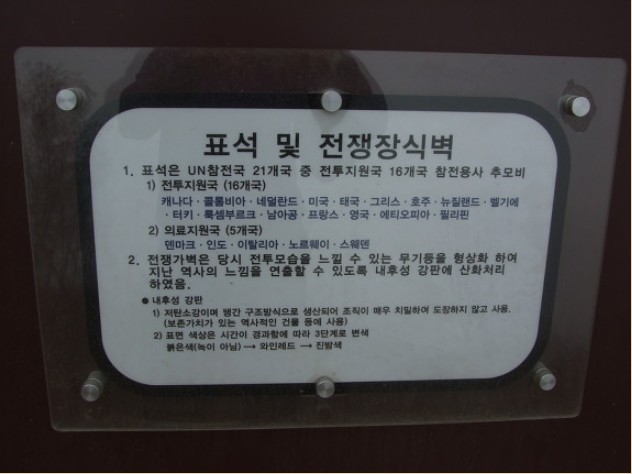 표석 및 전쟁장식벽
1. 표석은 UN참전국 21개국 중 전투지원국 16개국 참전용사 추모비
1) 전투지원국 (16개국)
캐나다·콜롬비아·네덜란드·미국·태국·그리스·호주·뉴질랜드·벨기에
·터키·룩셈부르크·남아공·프랑스·영국·에티오피아·필리핀
2) 의료지원국 (5개국)
덴마크·인도·이탈리아·노르웨이·스웨덴
2. 전쟁가벽은 당시 전투모습을 느낄 수 있는 무기등을 형상화 하여
지난 역사의 느낌을 연출할 수 있도록 내후성 강판에 산화처리
하였음.
● 내후성 강판
1) 저탄소강이며 빵간 구조방식으로 생산되어 조직이 매우 치밀하여 도장하지 않고 사용.
(보존가치가 있는 역사적인 건물 등에 사용)
2) 표면 색상은 시간이 경과함에 따라 3단계로 변색
붉은색(녹이 아님) → 와인레드 → 진밤색